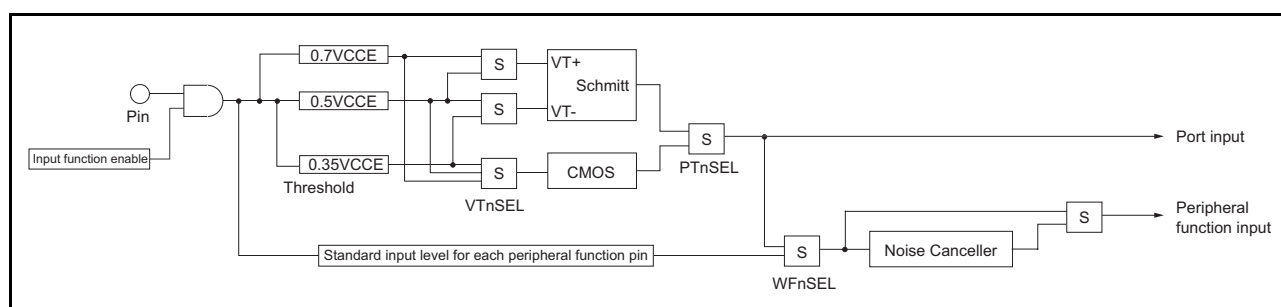 0.7VCCE
S
VT+
Schmitt
Pin
0.5VCCE
S
VT-
S
Port input
Input function enable
0.35VCCE
Threshold
S
CMOS
PTnSEL
VTnSEL
S
Peripheral
function input
Standard input level for each peripheral function pin
S
Noise Canceller
WFnSEL